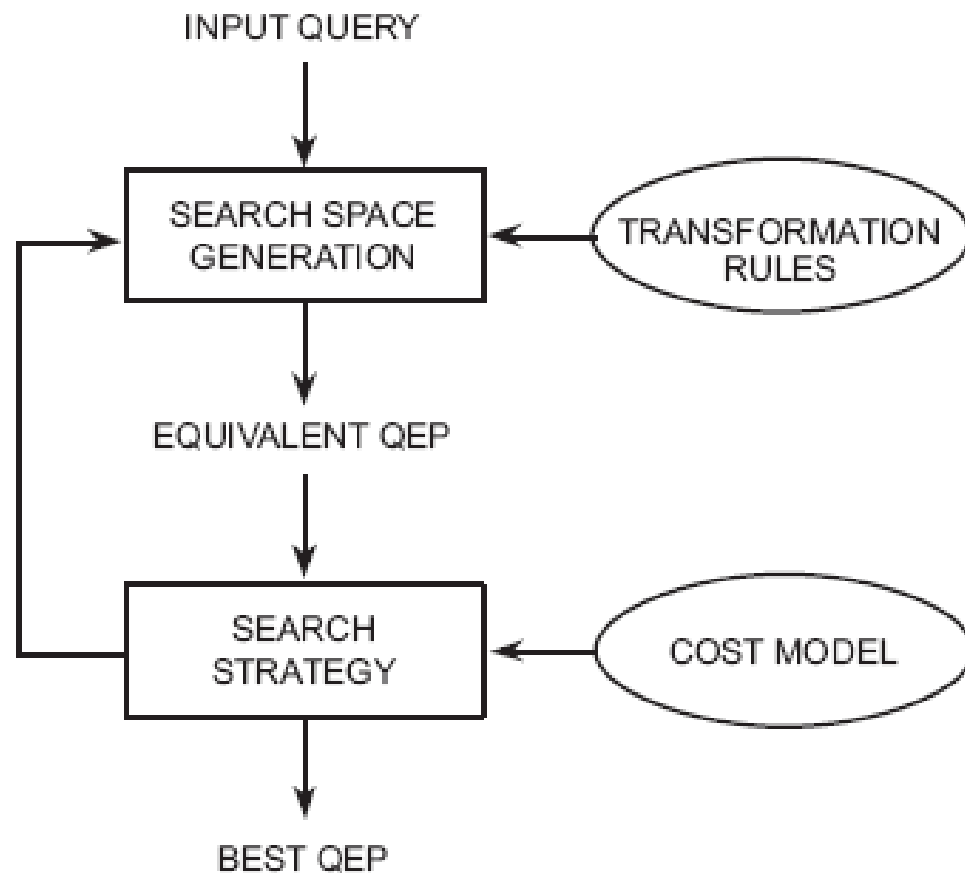 INPUT QUERY
SEARCH SPACE
GENERATION
TRANSFORMATION
RULES
EQUIVALENT QEP
SEARCH
STRATEGY
COST MODEL
BEST QEP